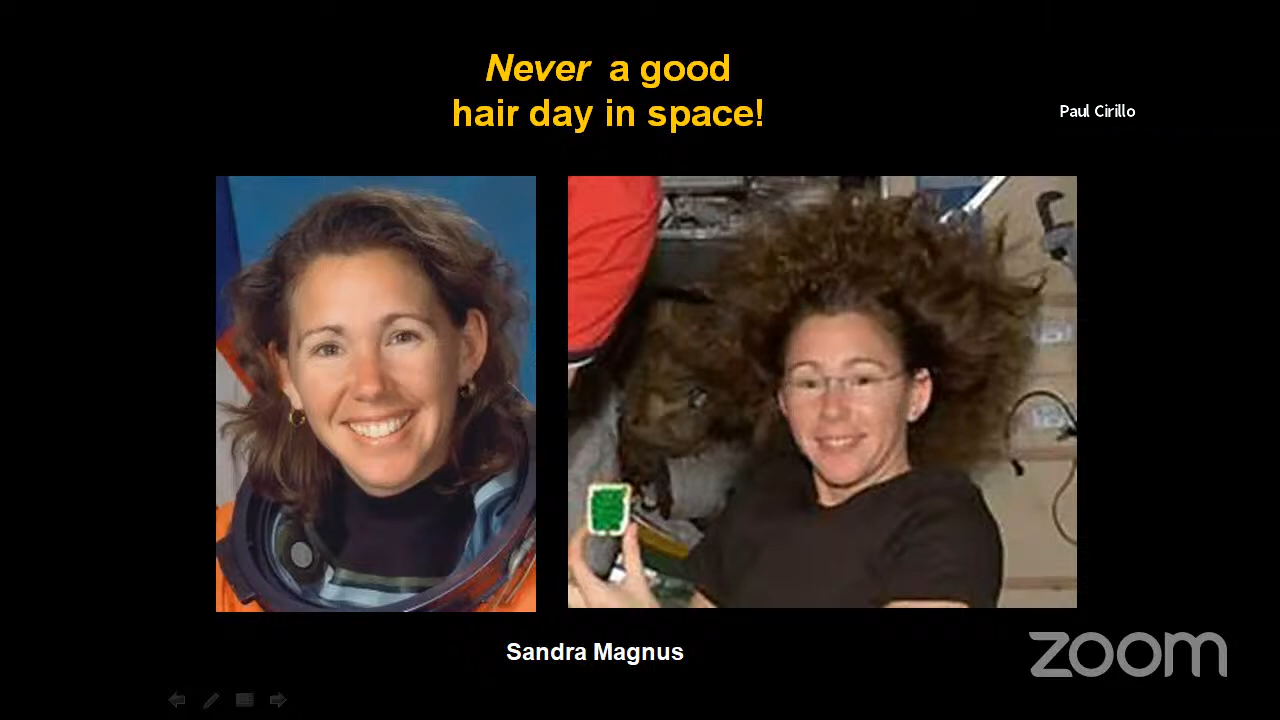 Never a good
hair day in space!
Paul Cirillo
Sandra Magnus
zoom